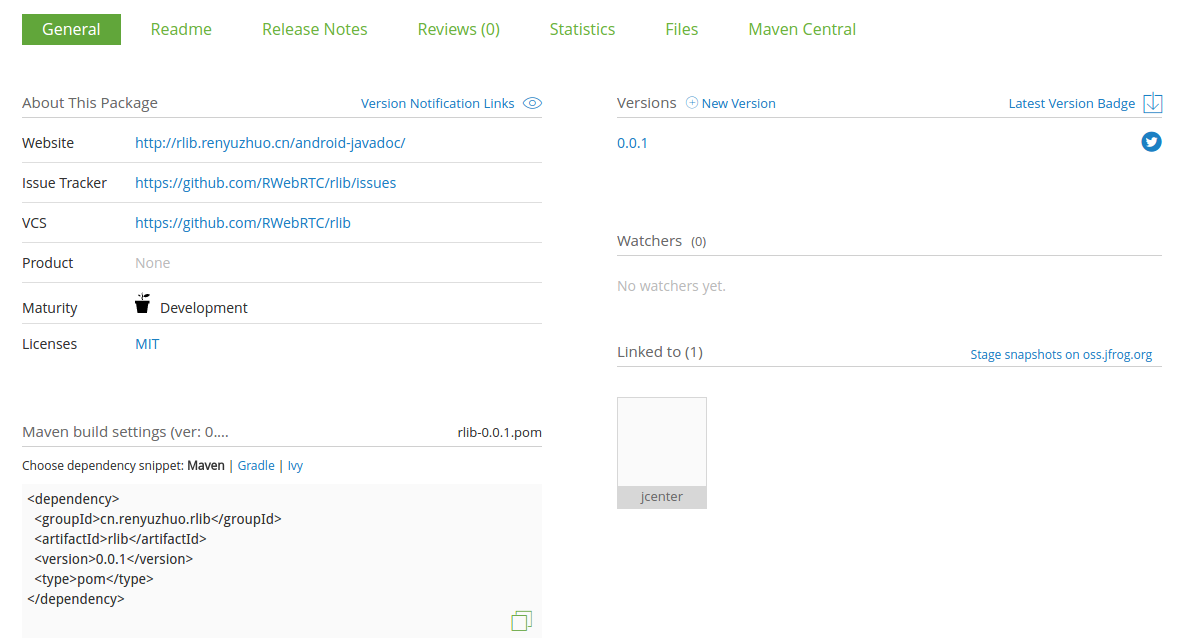 General Readme Release Notes Reviews (0) Statistics Files Maven Central
About This Package Version Notification Links
Website http://rlib.renyuzhuo.cn/android-javadoc/
Issue Tracker https://github.com/RWebRTC/rlib/issues
VCS https://github.com/RWebRTC/rlib
Product None
Maturity Development
Licenses MIT
Maven build settings (ver: 0.... rlib-0.0.1.pom
Choose dependency snippet: Maven | Gradle | Ivy
<dependency>
<groupId>cn.renyuzhuo.rlib</groupId>
<artifactId>rlib</artifactId>
<version>0.0.1</version>
<type>pom</type>
</dependency>
Versions New Version Latest Version Badge
0.0.1
Watchers (0)
No watchers yet.
Linked to (1) Stage snapshots on oss.jfrog.org
jcenter